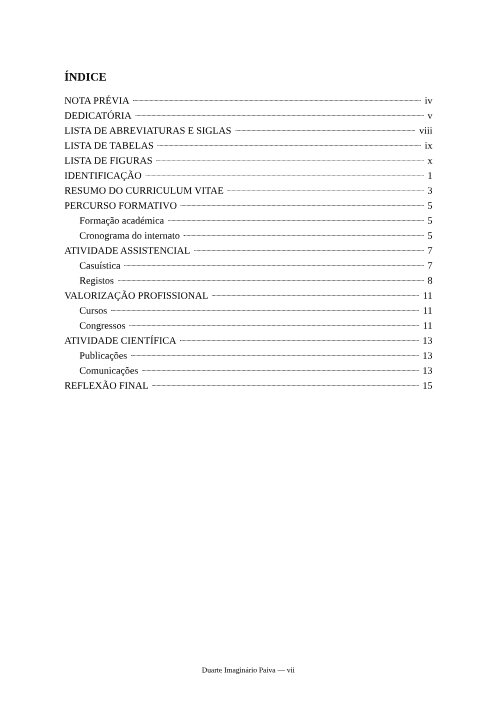 ÍNDICE
NOTA PRÉVIA iv
DEDICATÓRIA v
LISTA DE ABREVIATURAS E SIGLAS viii
LISTA DE TABELAS ix
LISTA DE FIGURAS x
IDENTIFICAÇÃO 1
RESUMO DO CURRICULUM VITAE 3
PERCURSO FORMATIVO 5
Formação académica 5
Cronograma do internato 5
ATIVIDADE ASSISTENCIAL 7
Casuística 7
Registos 8
VALORIZAÇÃO PROFISSIONAL 11
Cursos 11
Congressos 11
ATIVIDADE CIENTÍFICA 13
Publicações 13
Comunicações 13
REFLEXÃO FINAL 15
Duarte Imaginário Paiva — vii